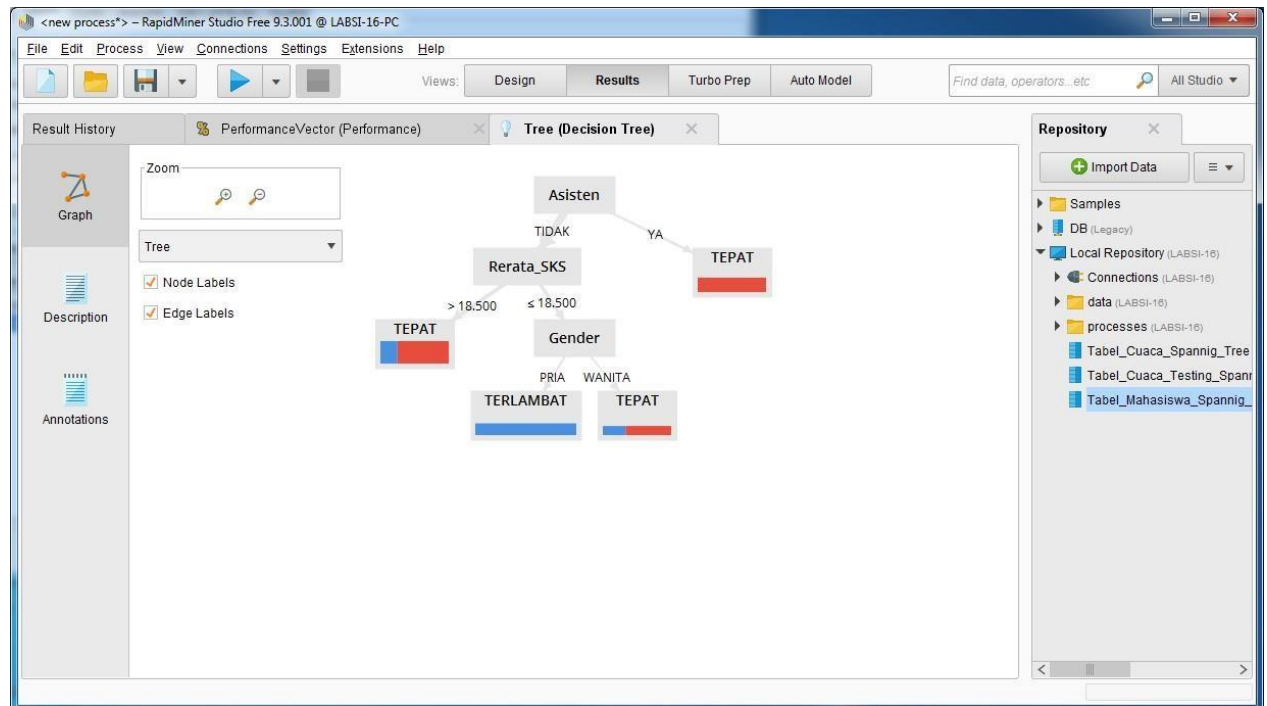 <new process*> – RapidMiner Studio Free 9.3.001 @ LABSI-16-PC
File Edit Process View Connections Settings Extensions Help
Views: Design Results Turbo Prep Auto Model Find data, operators...etc All Studio
Result History PerformanceVector (Performance) Tree (Decision Tree) Repository
Zoom
Import Data
Graph
Tree
Node Labels
Edge Labels
Description
Annotations
Asisten
TIDAK YA
Rerata_SKS TEPAT
> 18.500 ≤ 18.500
TEPAT Gender
PRIA WANITA
TERLAMBAT TEPAT
Samples
DB (Legacy)
Local Repository (LABSI-16)
Connections (LABSI-16)
data (LABSI-16)
processes (LABSI-16)
Tabel_Cuaca_Spannig_Tree
Tabel_Cuaca_Testing_Spann
Tabel_Mahasiswa_Spannig_